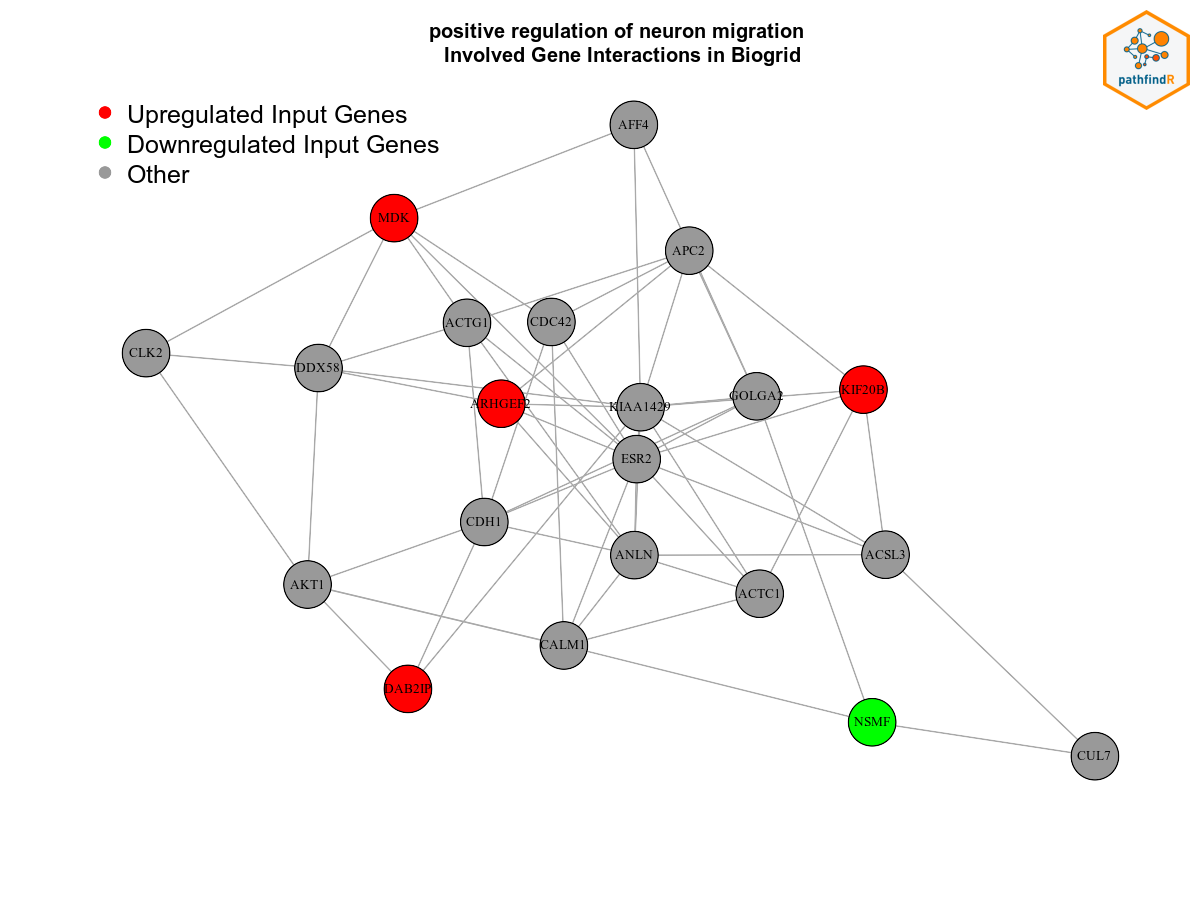 positive regulation of neuron migration
Involved Gene Interactions in Biogrid
pathfindR
Upregulated Input Genes
Downregulated Input Genes
Other
AFF4
MDK
APC2
ACTG1
CDC42
CLK2
DDX58
ARHGEF2
KIAA1429
GOLGA2
KIF20B
ESR2
CDH1
ANLN
ACSL3
AKT1
ACTC1
CALM1
DAB2IP
NSMF
CUL7